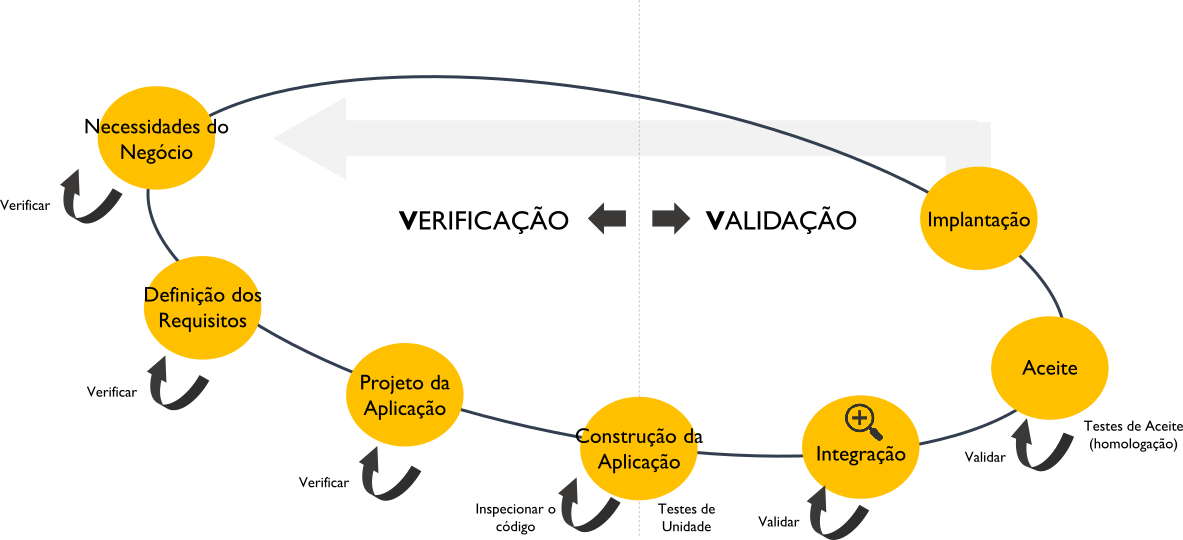 Necessidades do
Negócio
Verificar
VERIFICAÇÃO
VALIDAÇÃO
Implantação
Definição dos
Requisitos
Verificar
Projeto da
Aplicação
Verificar
Aceite
Testes de Aceite
(homologação)
Validar
Construção da
Aplicação
Inspecionar o
código
Testes de
Unidade
Integração
Validar